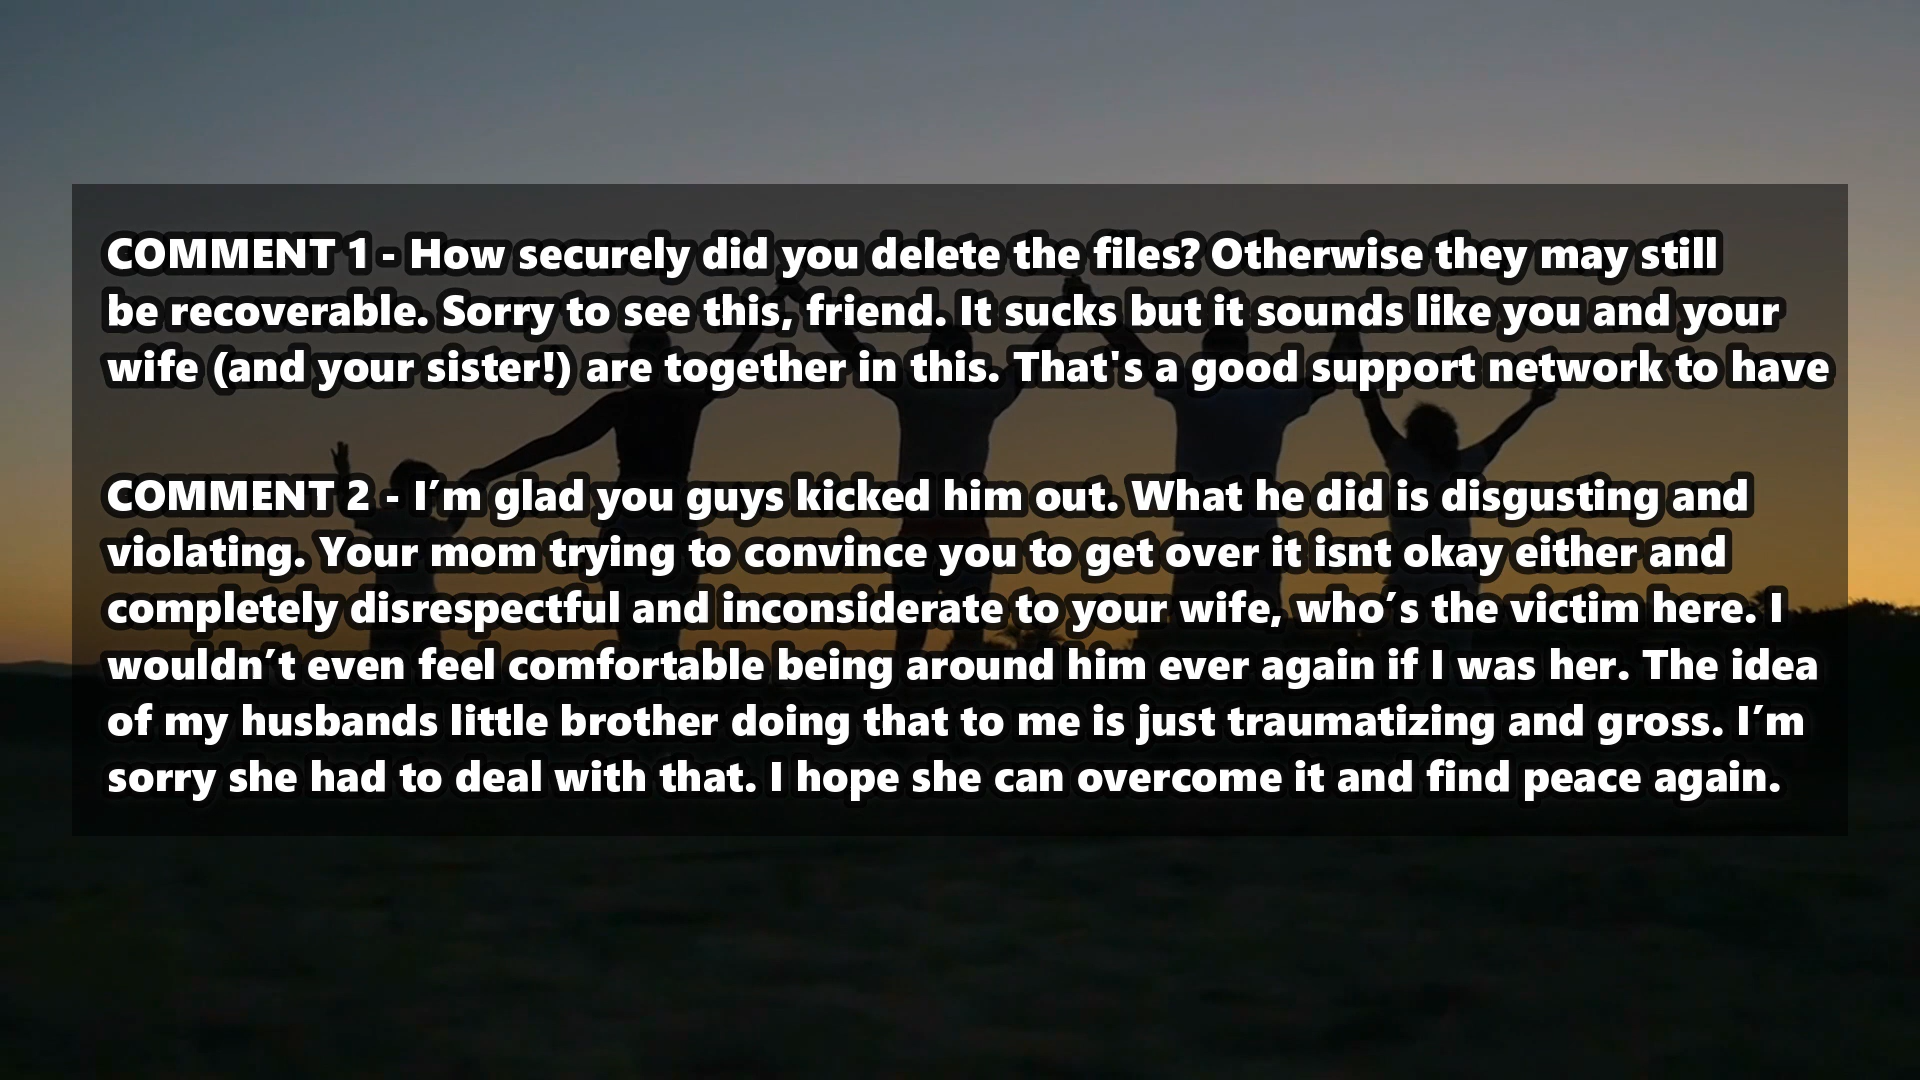 COMMENT 1 - How securely did you delete the files? Otherwise they may still
be recoverable. Sorry to see this, friend. It sucks but it sounds like you and your
wife (and your sister!) are together in this. That's a good support network to have
COMMENT 2 - I’m glad you guys kicked him out. What he did is disgusting and
violating. Your mom trying to convince you to get over it isnt okay either and
completely disrespectful and inconsiderate to your wife, who’s the victim here. I
wouldn’t even feel comfortable being around him ever again if I was her. The idea
of my husbands little brother doing that to me is just traumatizing and gross. I’m
sorry she had to deal with that. I hope she can overcome it and find peace again.